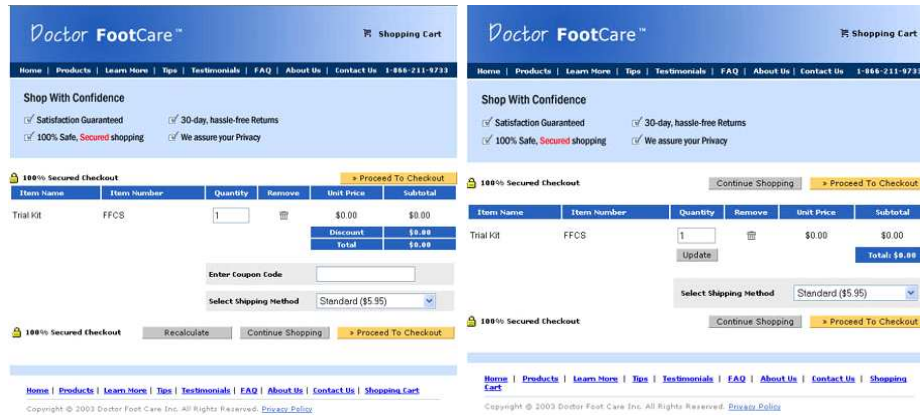 Doctor FootCare™
Shopping Cart
Home | Products | Learn More | Tips | Testimonials | FAQ | About Us | Contact Us 1-866-211-9733
Shop With Confidence
Satisfaction Guaranteed
30-day, hassle-free Returns
100% Safe, Secured shopping
We assure your Privacy
100% Secured Checkout
» Proceed To Checkout
Item Name Item Number Quantity Remove Unit Price Subtotal
Trial Kit FFCS 1 $0.00 $0.00
Discount $0.00
Total $0.00
Enter Coupon Code
Select Shipping Method Standard ($5.95)
100% Secured Checkout Recalculate Continue Shopping » Proceed To Checkout
Home | Products | Learn More | Tips | Testimonials | FAQ | About Us | Contact Us | Shopping Cart
Copyright © 2003 Doctor Foot Care Inc. All Rights Reserved. Privacy Policy
Doctor FootCare™
Shopping Cart
Home | Products | Learn More | Tips | Testimonials | FAQ | About Us | Contact Us 1-866-211-973
Shop With Confidence
Satisfaction Guaranteed
30-day, hassle-free Returns
100% Safe, Secured shopping
We assure your Privacy
100% Secured Checkout Continue Shopping » Proceed To Checkout
Item Name Item Number Quantity Remove Unit Price Subtotal
Trial Kit FFCS 1 $0.00 $0.00
Update Total: $0.00
Select Shipping Method Standard ($5.95)
100% Secured Checkout Continue Shopping » Proceed To Checkout
Home | Products | Learn More | Tips | Testimonials | FAQ | About Us | Contact Us | Shopping
Cart
Copyright © 2003 Doctor Foot Care Inc. All Rights Reserved. Privacy Policy